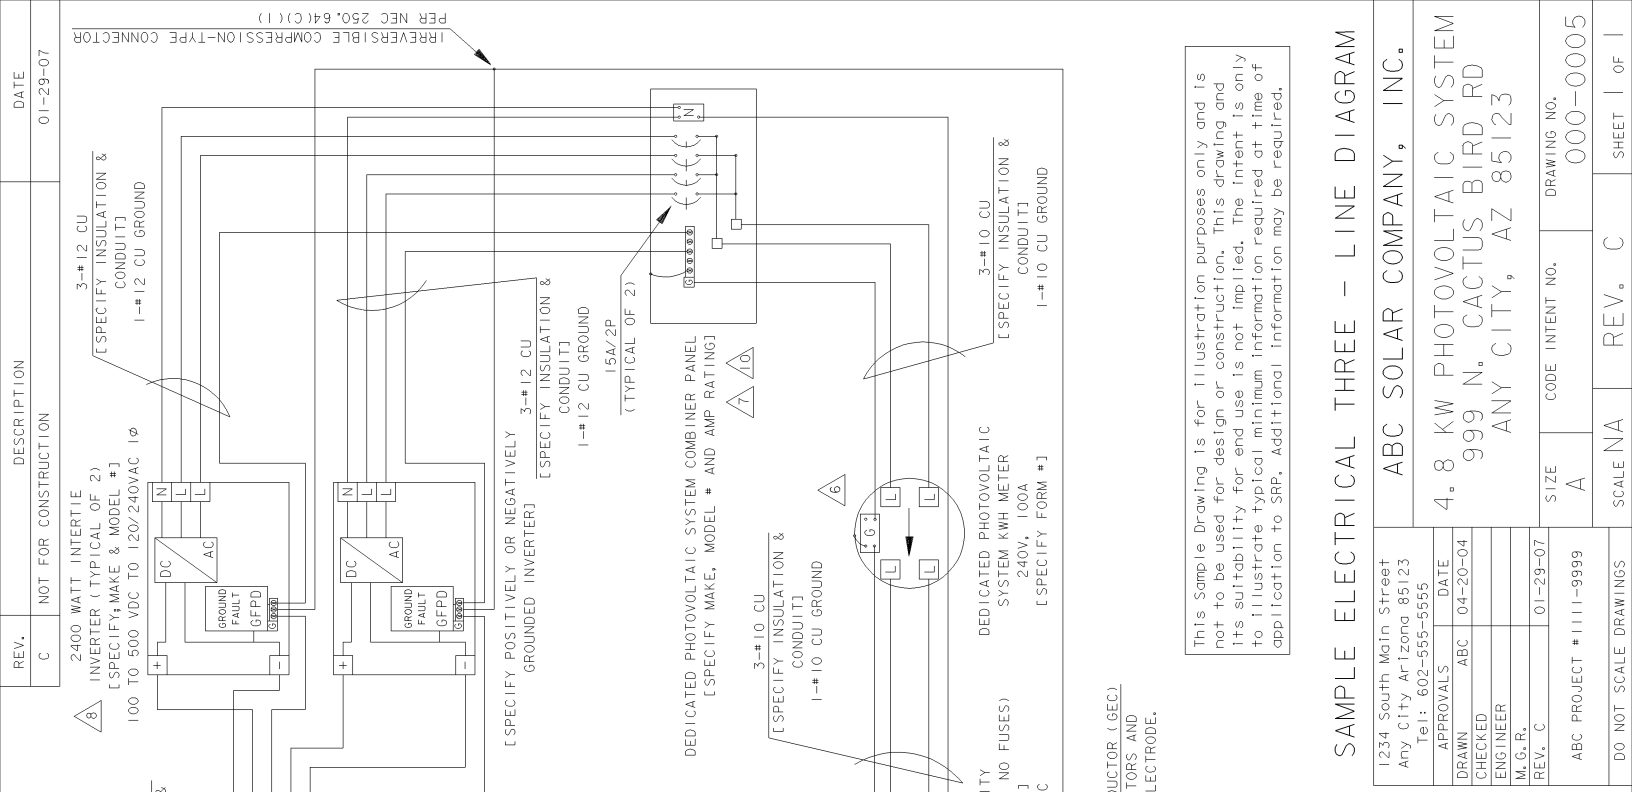 REV.
DESCRIPTION
DATE
C
NOT FOR CONSTRUCTION
01-29-07
IRREVERSIBLE COMPRESSION-TYPE CONNECTOR
PER NEC 250.64(C)(1)
3-#12 CU
[SPECIFY INSULATION &
CONDUIT]
1-#12 CU GROUND
2400 WATT INTERTIE
INVERTER (TYPICAL OF 2)
[SPECIFY; MAKE & MODEL #]
100 TO 500 VDC TO 120/240VAC 1Ø
8
N
L
L
DC
AC
GROUND
FAULT
GFPD
G
+
-
N
L
L
DC
AC
GROUND
FAULT
GFPD
G
+
-
3-#12 CU
[SPECIFY INSULATION &
CONDUIT]
1-#12 CU GROUND
[SPECIFY POSITIVELY OR NEGATIVELY
GROUNDED INVERTER]
15A/2P
(TYPICAL OF 2)
N
G
DEDICATED PHOTOVOLTAIC SYSTEM COMBINER PANEL
[SPECIFY MAKE, MODEL # AND AMP RATING]
7
10
3-#10 CU
[SPECIFY INSULATION &
CONDUIT]
1-#10 CU GROUND
6
L
L
G
L
L
DEDICATED PHOTOVOLTAIC
SYSTEM KWH METER
240V, 100A
[SPECIFY FORM #]
3-#10 CU
[SPECIFY INSULATION &
CONDUIT]
1-#10 CU GROUND
&
ITY
NO FUSES)
]
C
UCTOR (GEC)
TORS AND
LECTRODE.
This Sample Drawing is for illustration purposes only and is
not to be used for design or construction. This drawing and
its suitability for end use is not implied. The intent is only
to illustrate typical minimum information required at time of
application to SRP. Additional information may be required.
SAMPLE ELECTRICAL THREE - LINE DIAGRAM
1234 South Main Street
Any City Arizona 85123
Tel: 602-555-5555
ABC SOLAR COMPANY, INC.
APPROVALS
DATE
DRAWN ABC 04-20-04
CHECKED
ENGINEER
M.G.R.
REV. C 01-29-07
ABC PROJECT #1111-9999
DO NOT SCALE DRAWINGS
4.8 KW PHOTOVOLTAIC SYSTEM
999 N. CACTUS BIRD RD
ANY CITY, AZ 85123
SIZE
A
CODE INTENT NO.
DRAWING NO.
000-0005
SCALE NA
REV. C
SHEET 1 OF 1